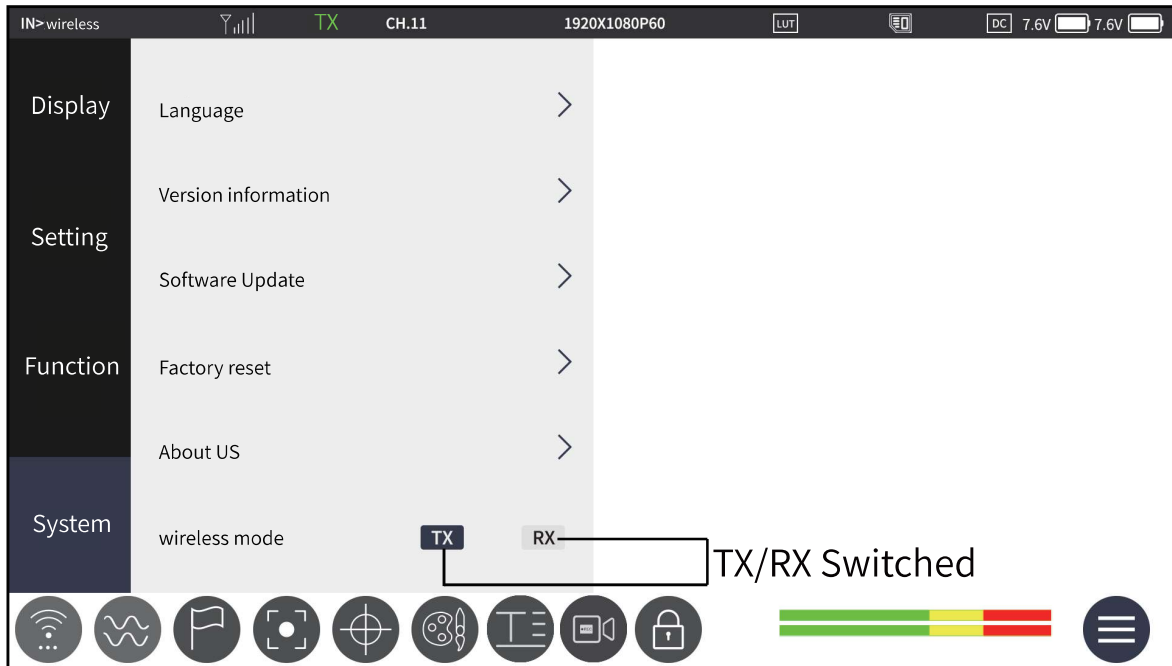 IN> wireless TX CH.11 1920X1080P60 LUT DC 7.6V 7.6V
Display
Language
Version information
Setting
Software Update
Function
Factory reset
About US
System
wireless mode TX RX
TX/RX Switched